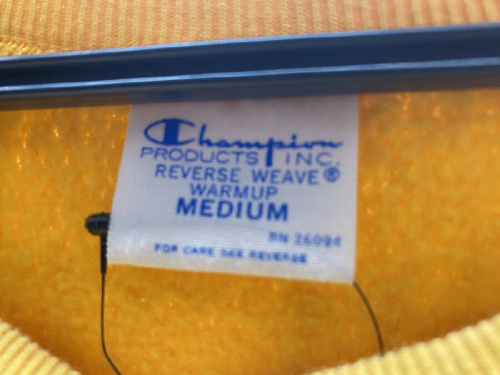 Champion
PRODUCTS INC.
REVERSE WEAVE®
WARMUP
MEDIUM
RN 26094
FOR CARE SEE REVERSE